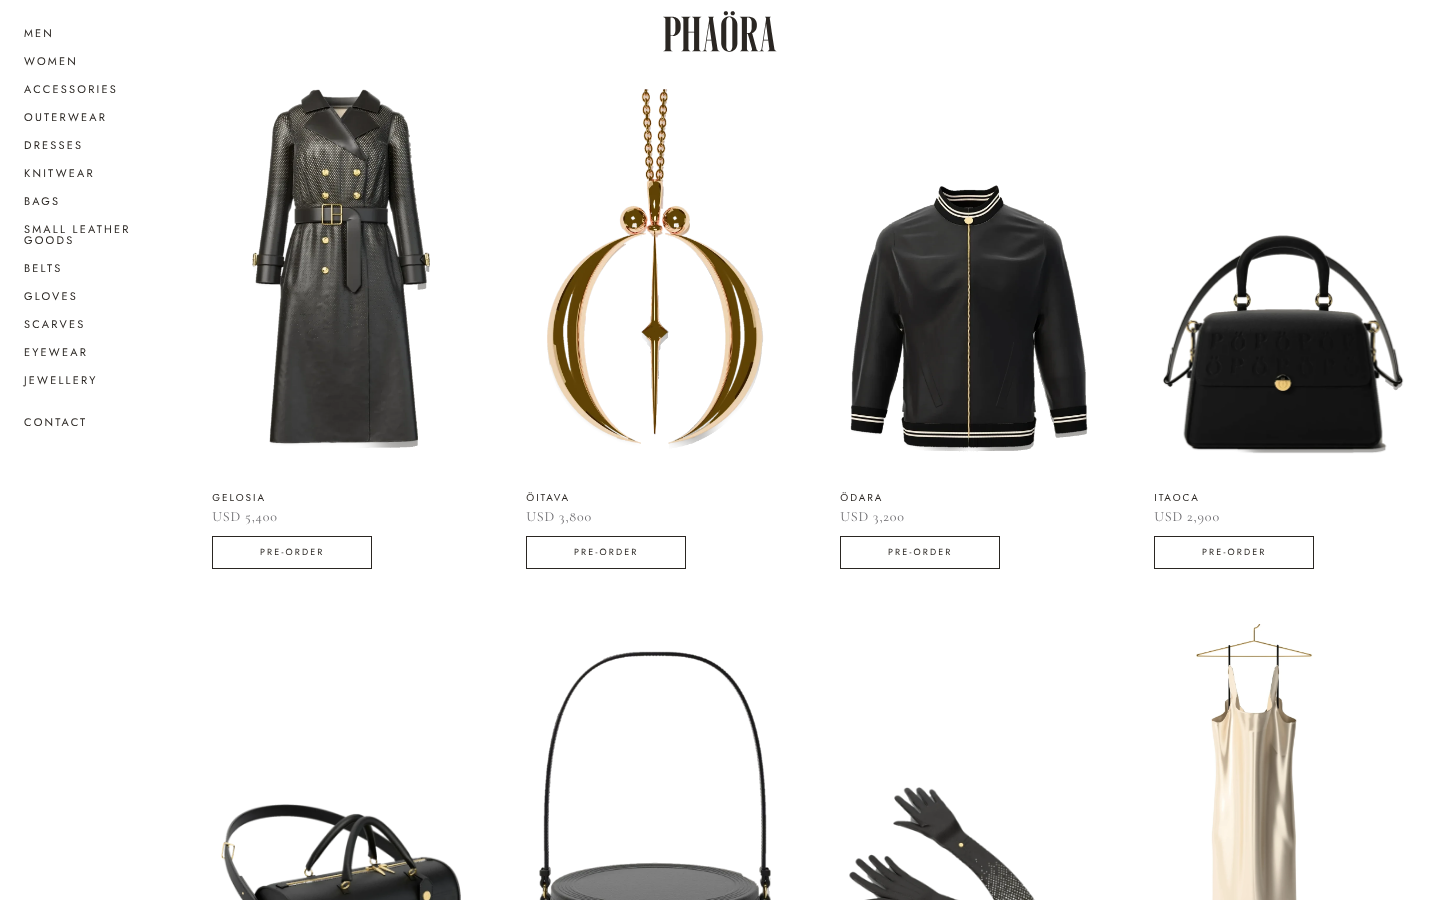 PHAÖRA
MEN
WOMEN
ACCESSORIES
OUTERWEAR
DRESSES
KNITWEAR
BAGS
SMALL LEATHER
GOODS
BELTS
GLOVES
SCARVES
EYEWEAR
JEWELLERY
CONTACT
GELOSIA
USD 5,400
PRE-ORDER
ÖITAVA
USD 3,800
PRE-ORDER
ÖDARA
USD 3,200
PRE-ORDER
ITAOCA
USD 2,900
PRE-ORDER